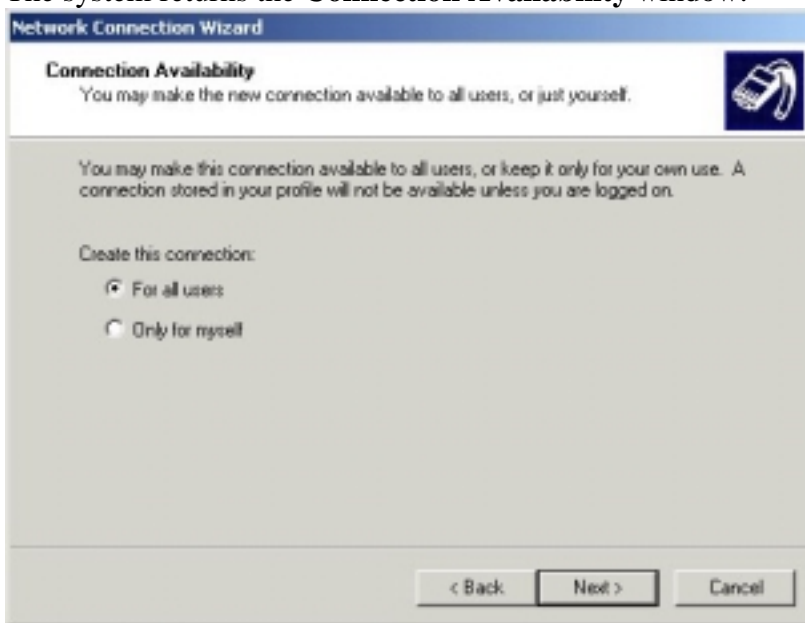 The system returns the Connection Availability window.
Network Connection Wizard
Connection Availability
You may make the new connection available to all users, or just yourself.
You may make this connection available to all users, or keep it only for your own use. A
connection stored in your profile will not be available unless you are logged on.
Create this connection:
For all users
Only for myself
< Back
Next >
Cancel